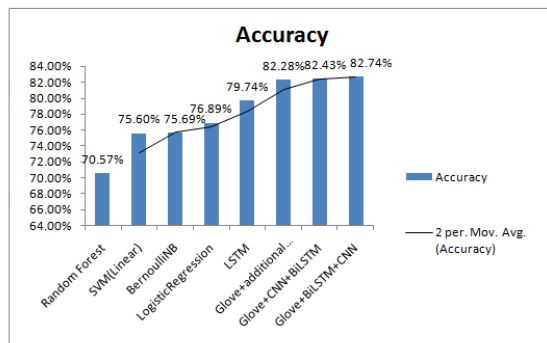 Accuracy
84.00%
82.00%
80.00%
78.00%
76.00%
74.00%
72.00%
70.00%
68.00%
66.00%
64.00%
70.57%
75.60%
75.69%
76.89%
79.74%
82.28%
82.43%
82.74%
Random Forest
SVM(Linear)
BernoulliNB
LogisticRegression
LSTM
Glove+additional...
Glove+CNN+BiLSTM
Glove+BiLSTM+CNN
Accuracy
2 per. Mov. Avg.
(Accuracy)